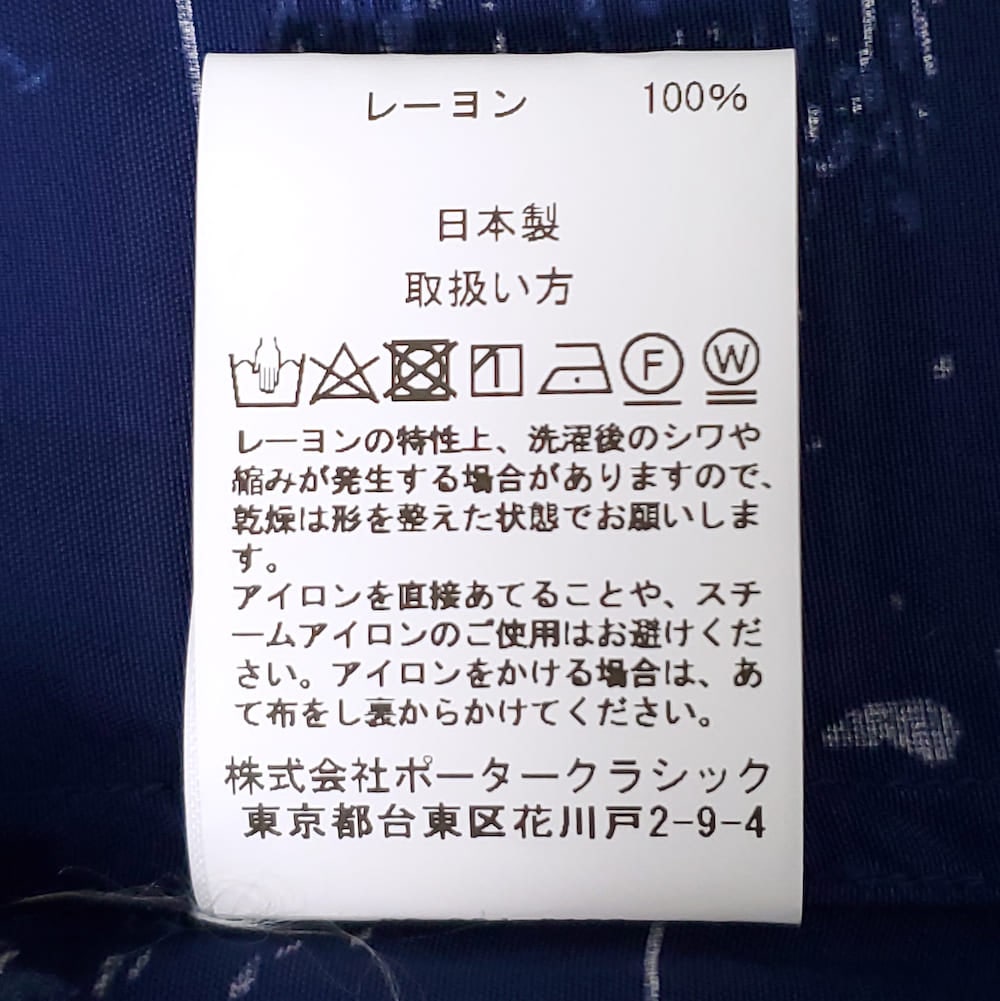 レーヨン 100%
日本製
取扱い方
F W
レーヨンの特性上、洗濯後のシワや
縮みが発生する場合がありますので、
乾燥は形を整えた状態でお願いしま
す。
アイロンを直接あてることや、スチ
ームアイロンのご使用はお避けくだ
さい。アイロンをかける場合は、あ
て布をし裏からかけてください。
株式会社ポータークラシック
東京都台東区花川戸2-9-4